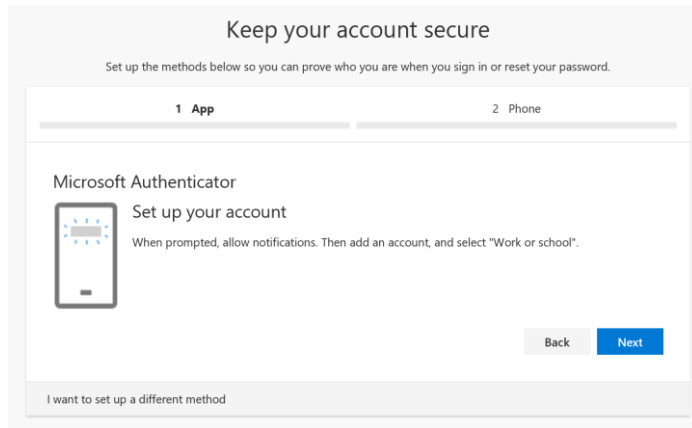 Keep your account secure
Set up the methods below so you can prove who you are when you sign in or reset your password.
1 App
2 Phone
Microsoft Authenticator
Set up your account
When prompted, allow notifications. Then add an account, and select "Work or school".
Back
Next
I want to set up a different method